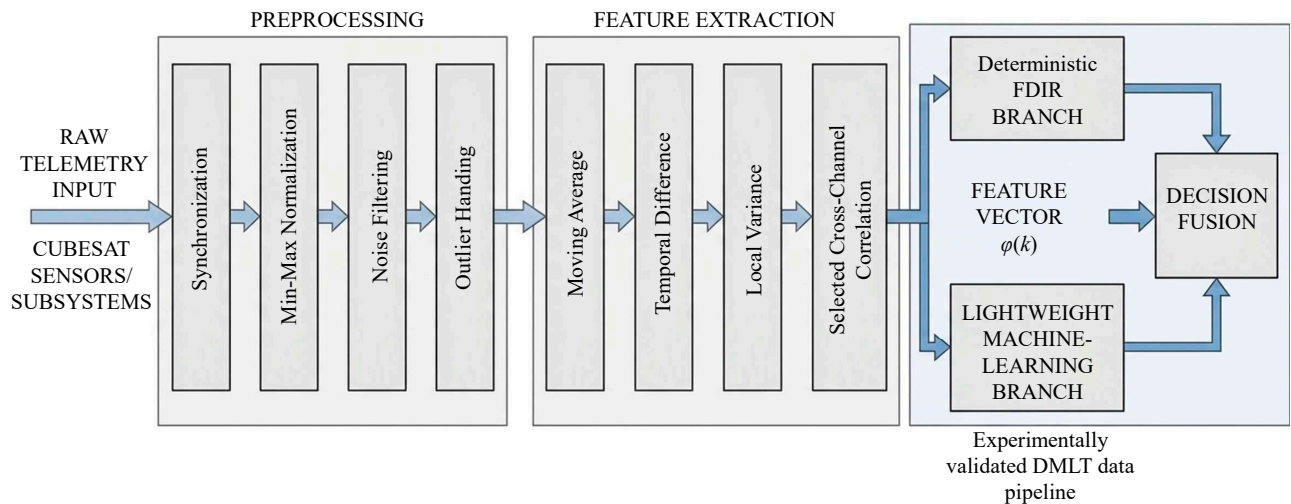 PREPROCESSING
FEATURE EXTRACTION
RAW
TELEMETRY
INPUT
CUBESAT
SENSORS/
SUBSYSTEMS
Synchronization
Min-Max Normalization
Noise Filtering
Outlier Handing
Moving Average
Temporal Difference
Local Variance
Selected Cross-Channel
Correlation
Deterministic
FDIR
BRANCH
FEATURE
VECTOR
φ(k)
LIGHTWEIGHT
MACHINE-
LEARNING
BRANCH
DECISION
FUSION
Experimentally
validated DMLT data
pipeline